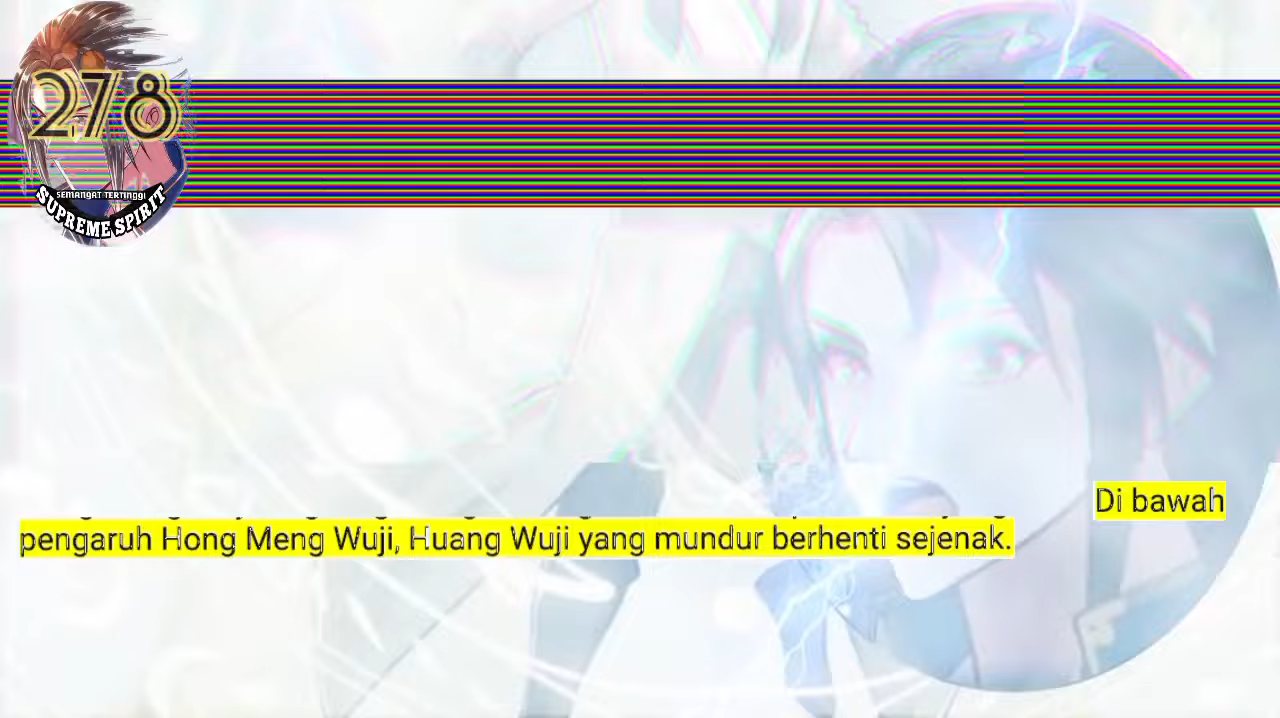 278
SEMANGAT TERTINGGI
SUPREME SPIRIT
Di bawah
pengaruh Hong Meng Wuji, Huang Wuji yang mundur berhenti sejenak.